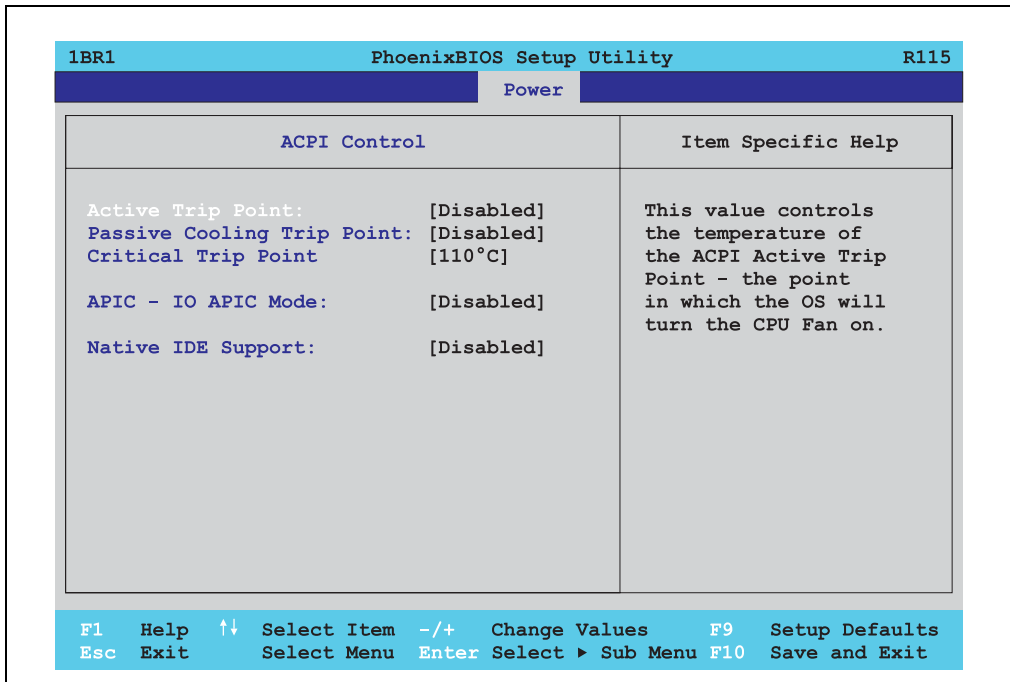 1BR1 PhoenixBIOS Setup Utility R115
Power
ACPI Control
Item Specific Help
Active Trip Point: [Disabled]
Passive Cooling Trip Point: [Disabled]
Critical Trip Point [110°C]
APIC - IO APIC Mode: [Disabled]
Native IDE Support: [Disabled]
This value controls
the temperature of
the ACPI Active Trip
Point - the point
in which the OS will
turn the CPU Fan on.
F1 Help ↑↓ Select Item -/+ Change Values F9 Setup Defaults
Esc Exit Select Menu Enter Select ▶ Sub Menu F10 Save and Exit